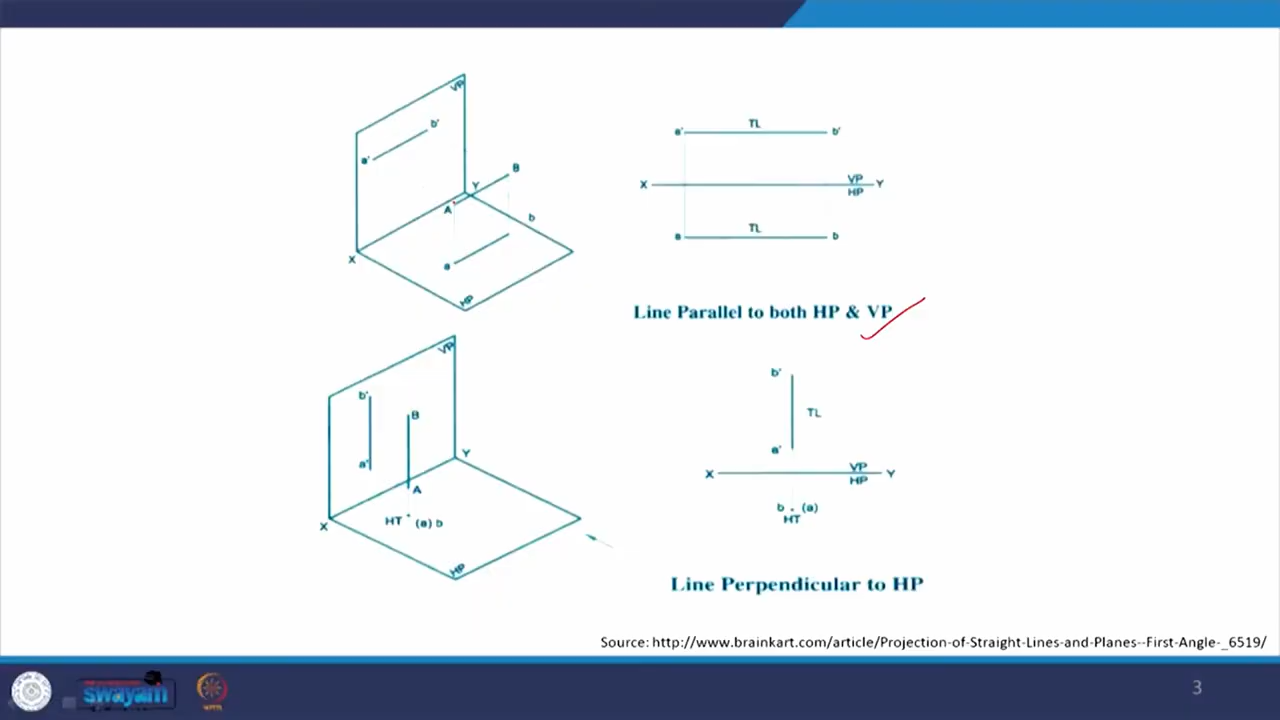 VP
b'
a'
B
Y
A
b
X
a
HP
TL
a' b'
VP
X Y
HP
TL
a b
Line Parallel to both HP & VP
VP
b'
B
a'
Y
A
X
HT (a) b
HP
b'
TL
a'
VP
X Y
HP
b (a)
HT
Line Perpendicular to HP
Source: http://www.brainkart.com/article/Projection-of-Straight-Lines-and-Planes--First-Angle-_6519/
swayam
3